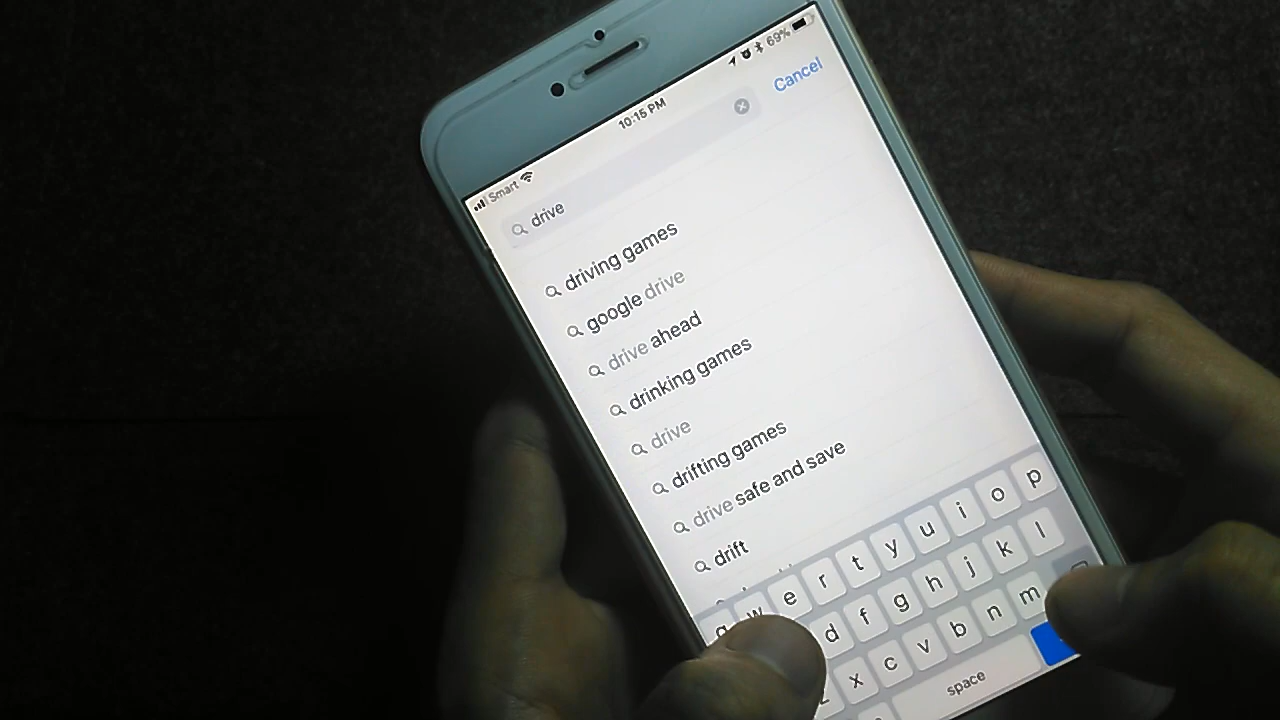 Smart 10:15 PM 69%
drive Cancel
driving games
google drive
drive ahead
drinking games
drive
drifting games
drive safe and save
drift
q w e r t y u i o p
d f g h j k l
x c v b n m
space